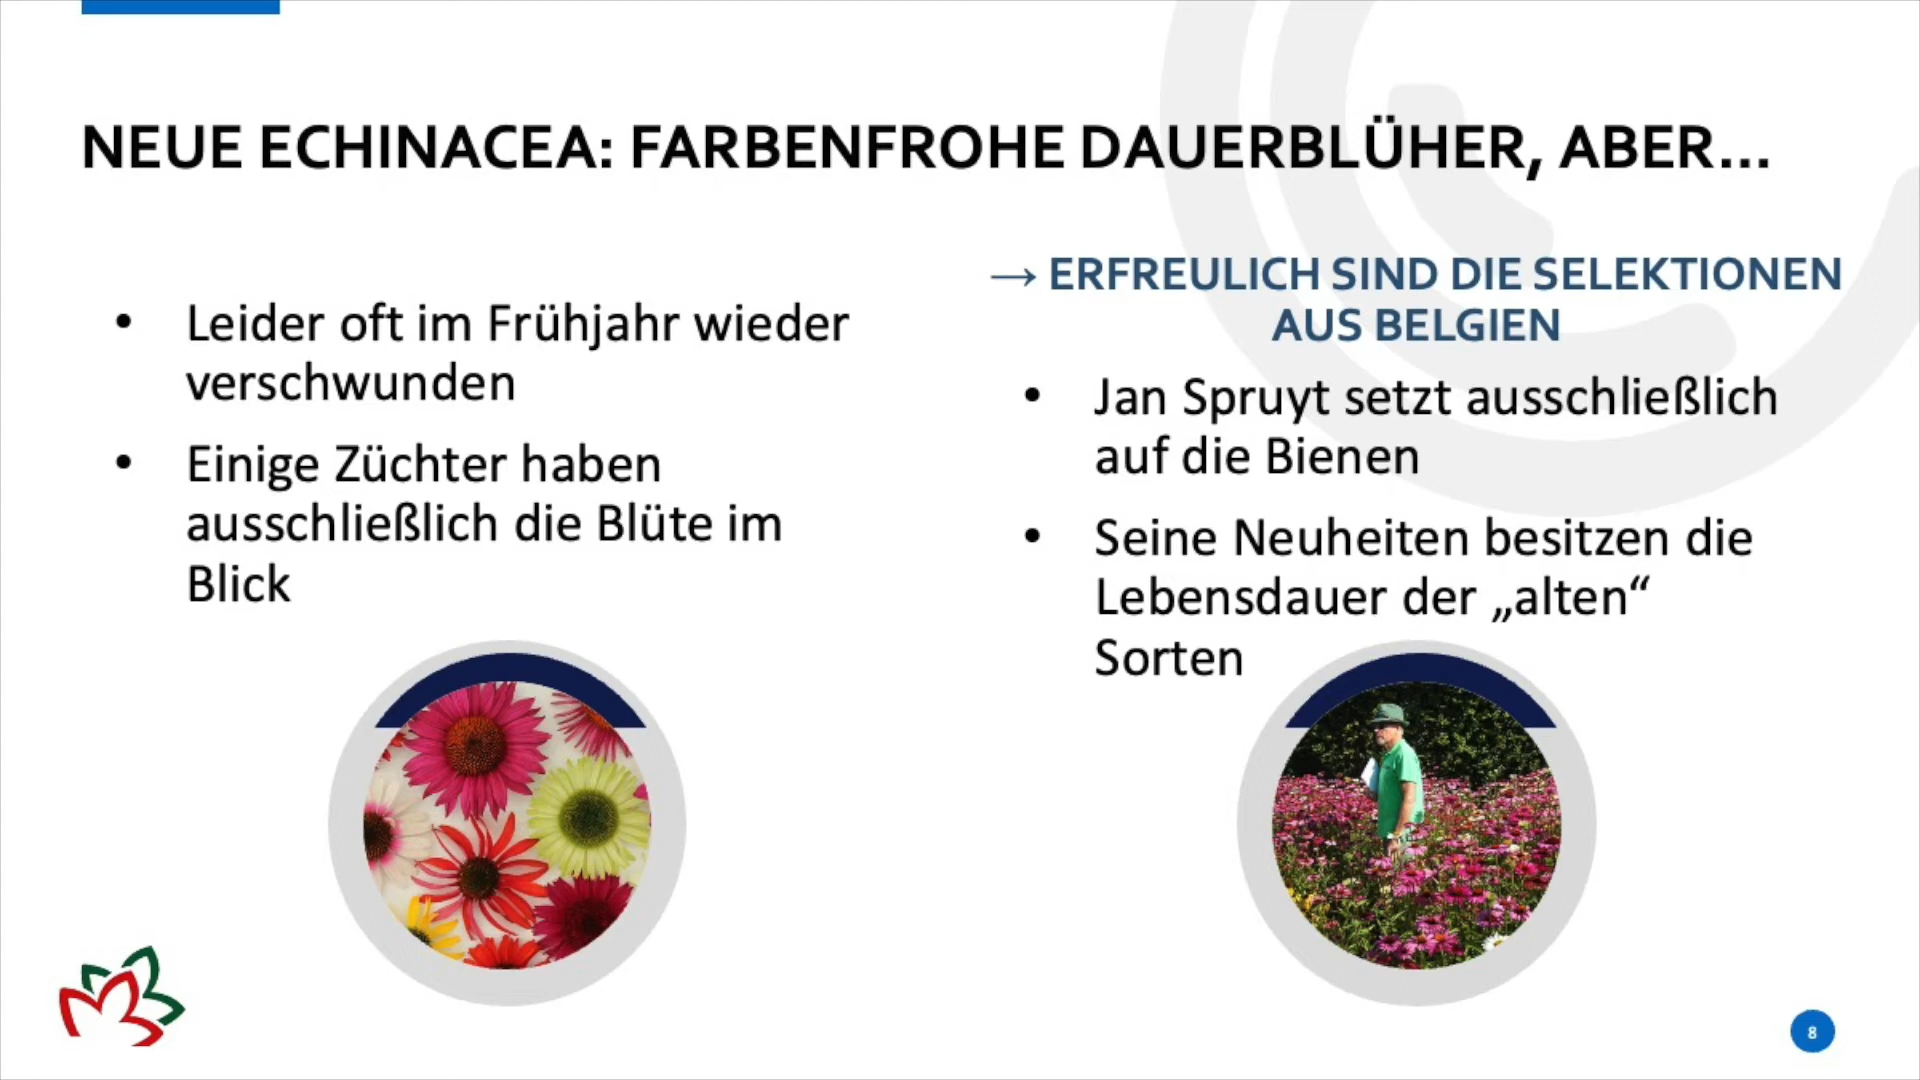 NEUE ECHINACEA: FARBENFROHE DAUERBLÜHER, ABER...
• Leider oft im Frühjahr wieder
verschwunden
• Einige Züchter haben
ausschließlich die Blüte im
Blick
→ ERFREULICH SIND DIE SELEKTIONEN
AUS BELGIEN
• Jan Spruyt setzt ausschließlich
auf die Bienen
• Seine Neuheiten besitzen die
Lebensdauer der „alten“
Sorten
8